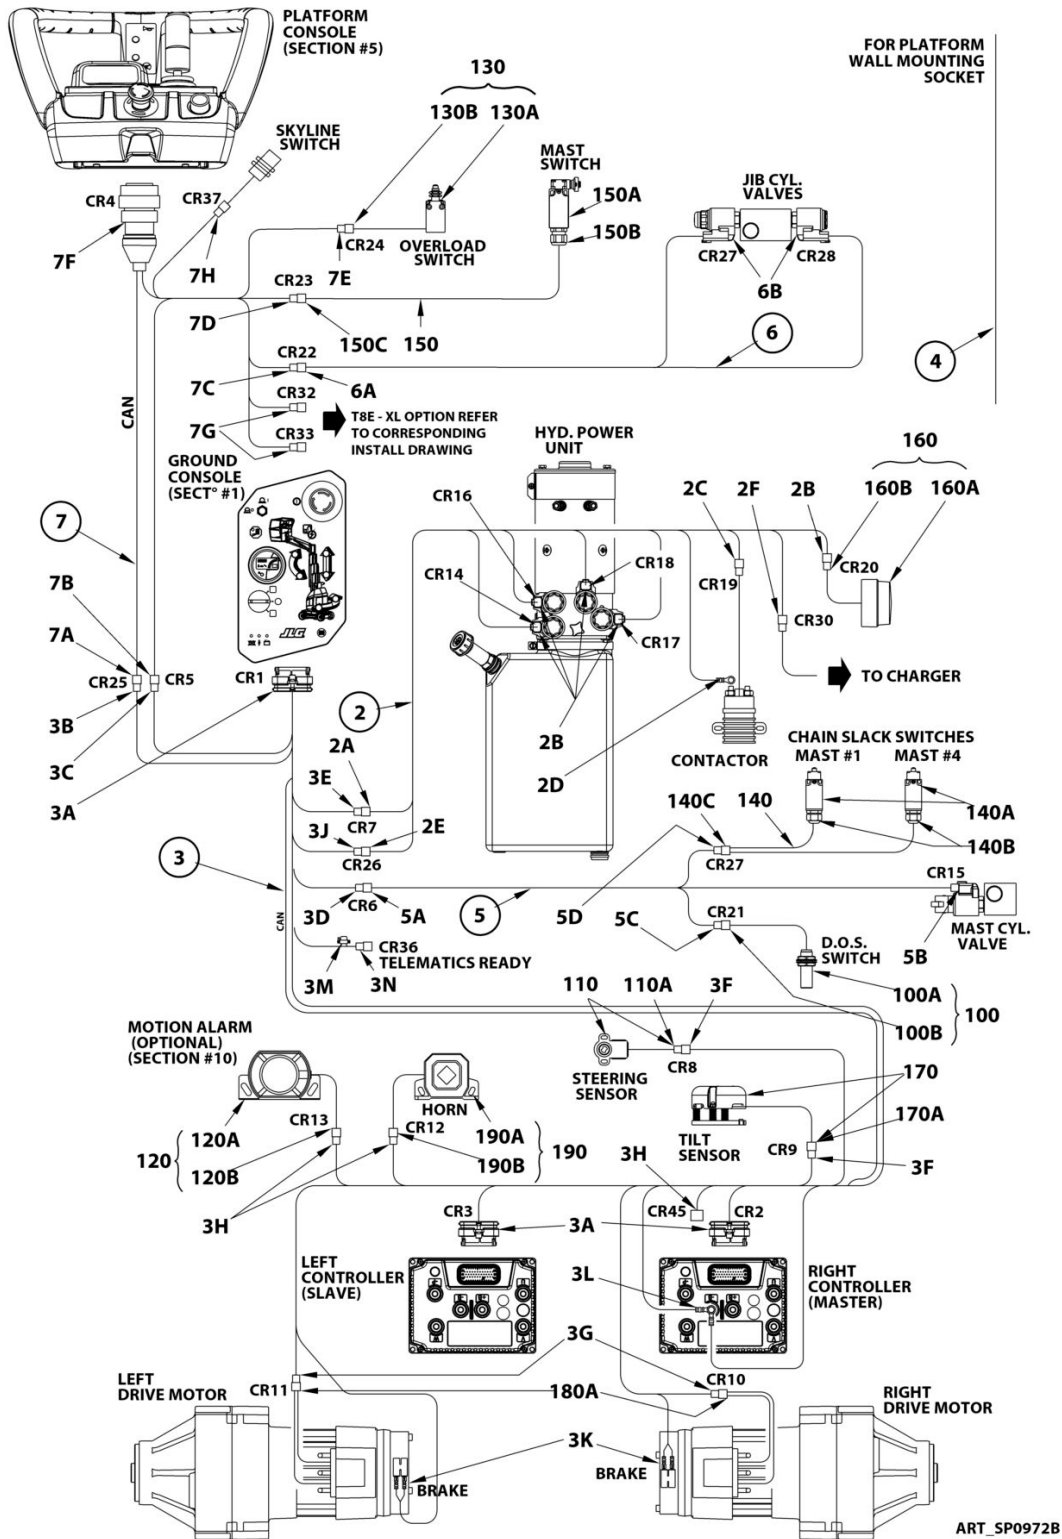 PLATFORM
CONSOLE
(SECTION #5)
FOR PLATFORM
WALL MOUNTING
SOCKET
130
130B 130A
SKYLINE
SWITCH
MAST
SWITCH
JIB CYL.
VALVES
CR4
CR37
150A
150B
7F
7H
CR24
7E
OVERLOAD
SWITCH
CR27 CR28
6B
CR23
7D
150C 150
6
4
CR22
7C
6A
CAN
CR32
7G
CR33
T8E - XL OPTION REFER
TO CORRESPONDING
INSTALL DRAWING
GROUND
CONSOLE
(SECT° #1)
HYD. POWER
UNIT
160
2C 2F 2B 160B 160A
CR16
7
CR14
CR18
CR19
CR20
7B
JLG
CR30
7A
CR17
CR25 CR5 CR1
TO CHARGER
3B
2
CHAIN SLACK SWITCHES
MAST #1 MAST #4
3C
2A
2B
CONTACTOR
3A
3E
2D
140C 140
140A
CR7
3J
2E
140B
CR26
CR27
3
CR15
3D CR6 5A
5
5D
5C CR21
CAN
CR36
TELEMATICS READY
D.O.S.
SWITCH
5B
MAST CYL.
VALVE
3M 3N
110 110A 3F
100A
100
100B
MOTION ALARM
(OPTIONAL)
(SECTION #10)
STEERING
SENSOR
CR8
170
HORN
120A
CR13
CR12
190A
190
TILT
SENSOR
CR9
170A
120
120B
190B
3H
3F
3H
CR3
3A
CR45 CR2
LEFT
CONTROLLER
(SLAVE)
3L
RIGHT
CONTROLLER
(MASTER)
3G
LEFT
DRIVE MOTOR
CR11
180A
CR10
RIGHT
DRIVE MOTOR
3K
BRAKE
BRAKE
ART_SP0972B